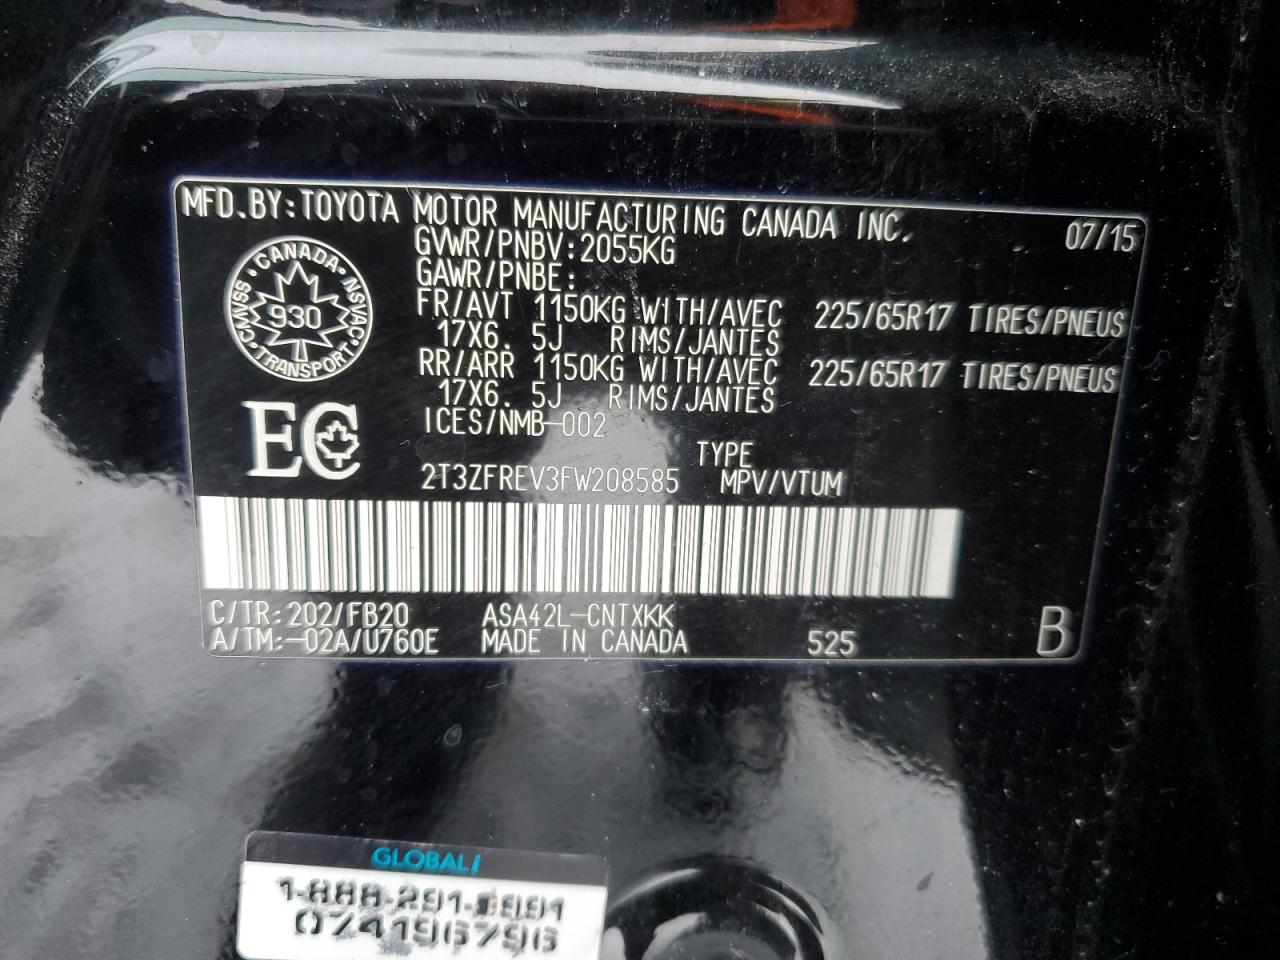 MFD.BY:TOYOTA MOTOR MANUFACTURING CANADA INC. 07/15
GVWR/PNBV:2055KG
GAWR/PNBE:
FR/AVT 1150KG WITH/AVEC 225/65R17 TIRES/PNEUS
17X6. 5J RIMS/JANTES
RR/ARR 1150KG WITH/AVEC 225/65R17 TIRES/PNEUS
17X6. 5J RIMS/JANTES
ICES/NMB-002
CMVSS · CANADA · NSVAC · TRANSPORT ·
930
EC
TYPE
2T3ZFREV3FW208585 MPV/VTUM
C/TR:202/FB20 ASA42L-CNTXKK
A/TM:-02A/U760E MADE IN CANADA 525 B
GLOBALi
074196796